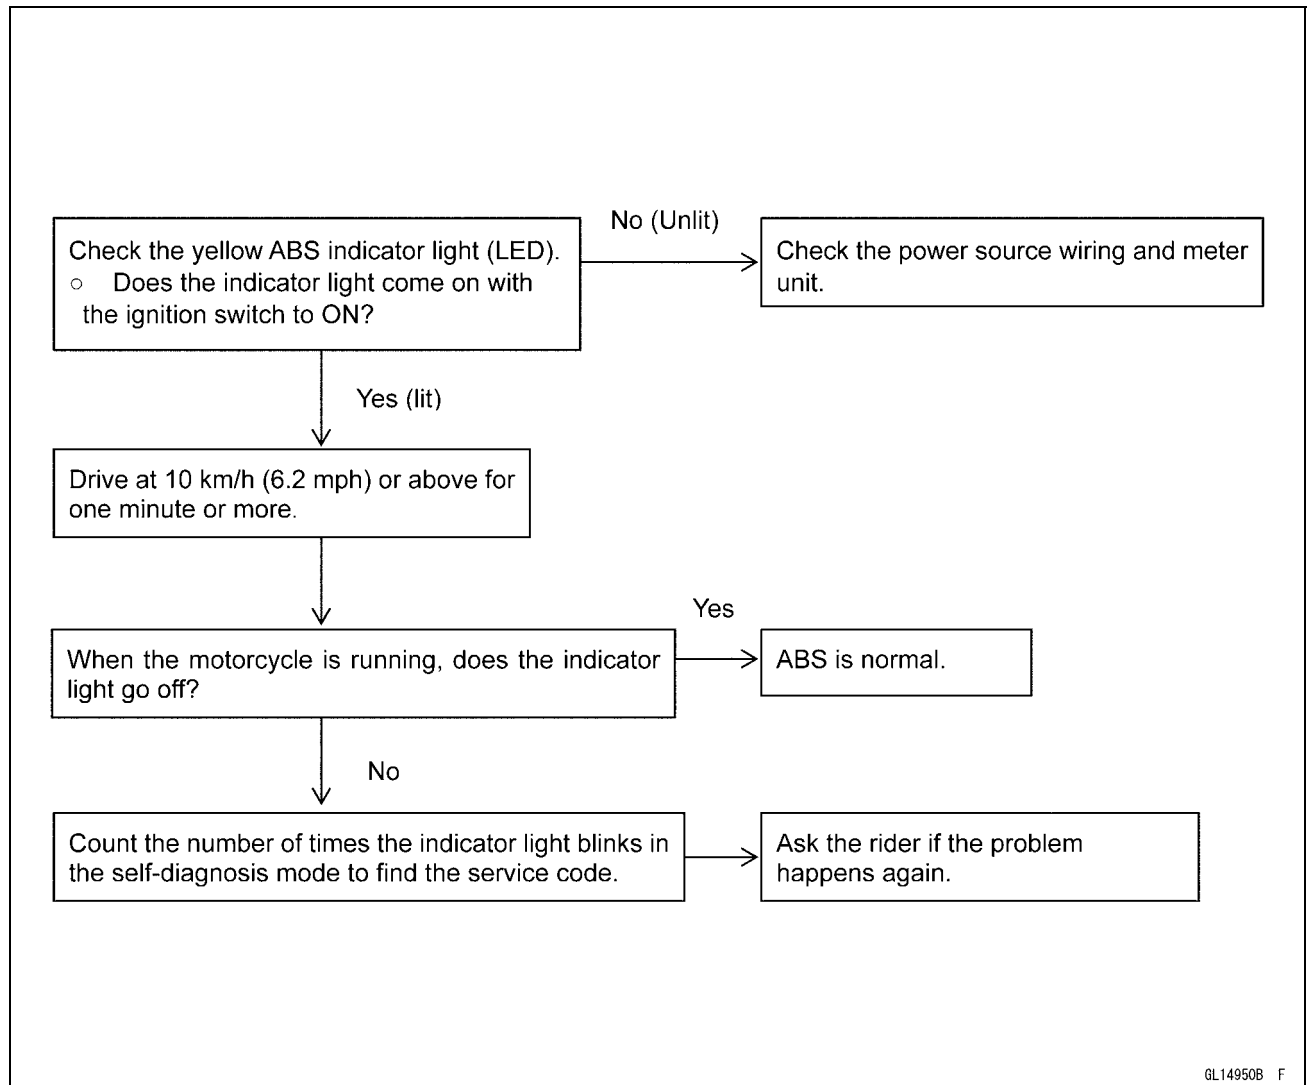 No (Unlit)
Check the yellow ABS indicator light (LED).
○ Does the indicator light come on with
the ignition switch to ON?
Check the power source wiring and meter
unit.
Yes (lit)
Drive at 10 km/h (6.2 mph) or above for
one minute or more.
Yes
When the motorcycle is running, does the indicator
light go off?
ABS is normal.
No
Count the number of times the indicator light blinks in
the self-diagnosis mode to find the service code.
Ask the rider if the problem
happens again.
GL14950B F